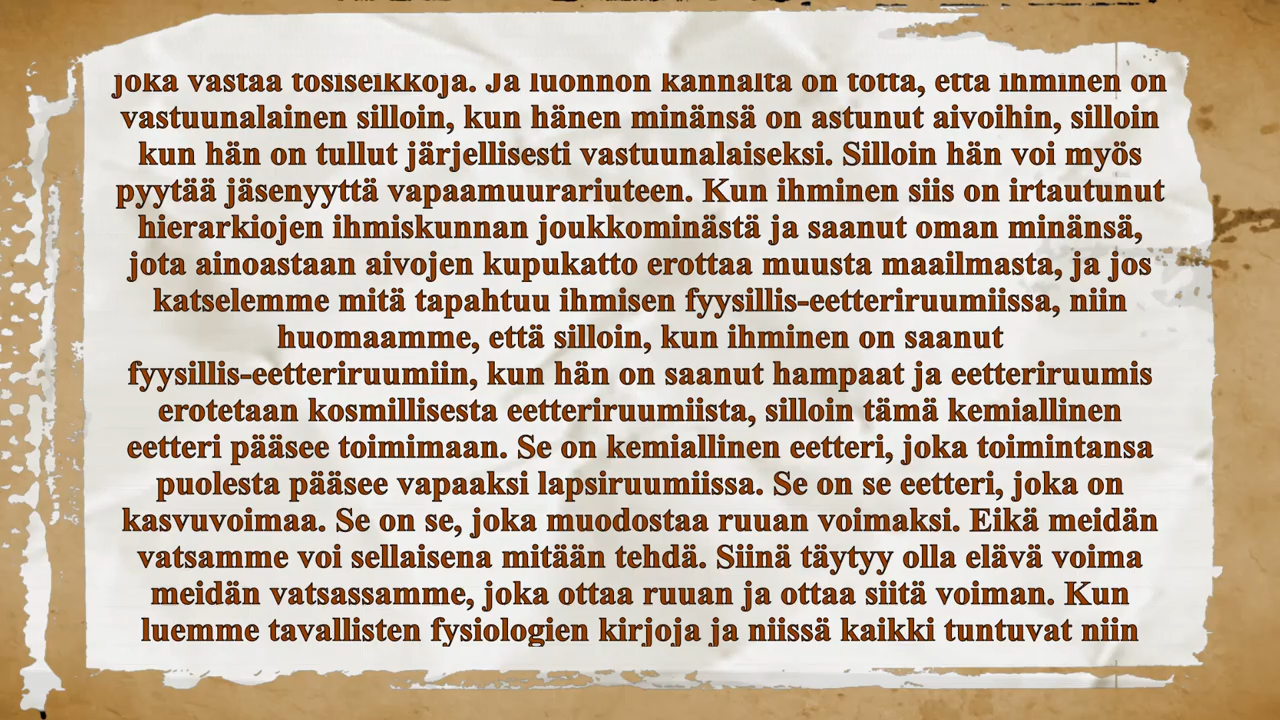 joka vastaa tosiseikkoja. Ja luonnon kannalta on totta, että ihminen on
vastuunalainen silloin, kun hänen minänsä on astunut aivoihin, silloin
kun hän on tullut järjellisesti vastuunalaiseksi. Silloin hän voi myös
pyytää jäsenyyttä vapaamuurariuteen. Kun ihminen siis on irtautunut
hierarkiojen ihmiskunnan joukkominästä ja saanut oman minänsä,
jota ainoastaan aivojen kupukatto erottaa muusta maailmasta, ja jos
katselemme mitä tapahtuu ihmisen fyysillis-eetteriruumiissa, niin
huomaamme, että silloin, kun ihminen on saanut
fyysillis-eetteriruumiin, kun hän on saanut hampaat ja eetteriruumis
erotetaan kosmillisesta eetteriruumiista, silloin tämä kemiallinen
eetteri pääsee toimimaan. Se on kemiallinen eetteri, joka toimintansa
puolesta pääsee vapaaksi lapsiruumiissa. Se on se eetteri, joka on
kasvuvoimaa. Se on se, joka muodostaa ruuan voimaksi. Eikä meidän
vatsamme voi sellaisena mitään tehdä. Siinä täytyy olla elävä voima
meidän vatsassamme, joka ottaa ruuan ja ottaa siitä voiman. Kun
luemme tavallisten fysiologien kirjoja ja niissä kaikki tuntuvat niin